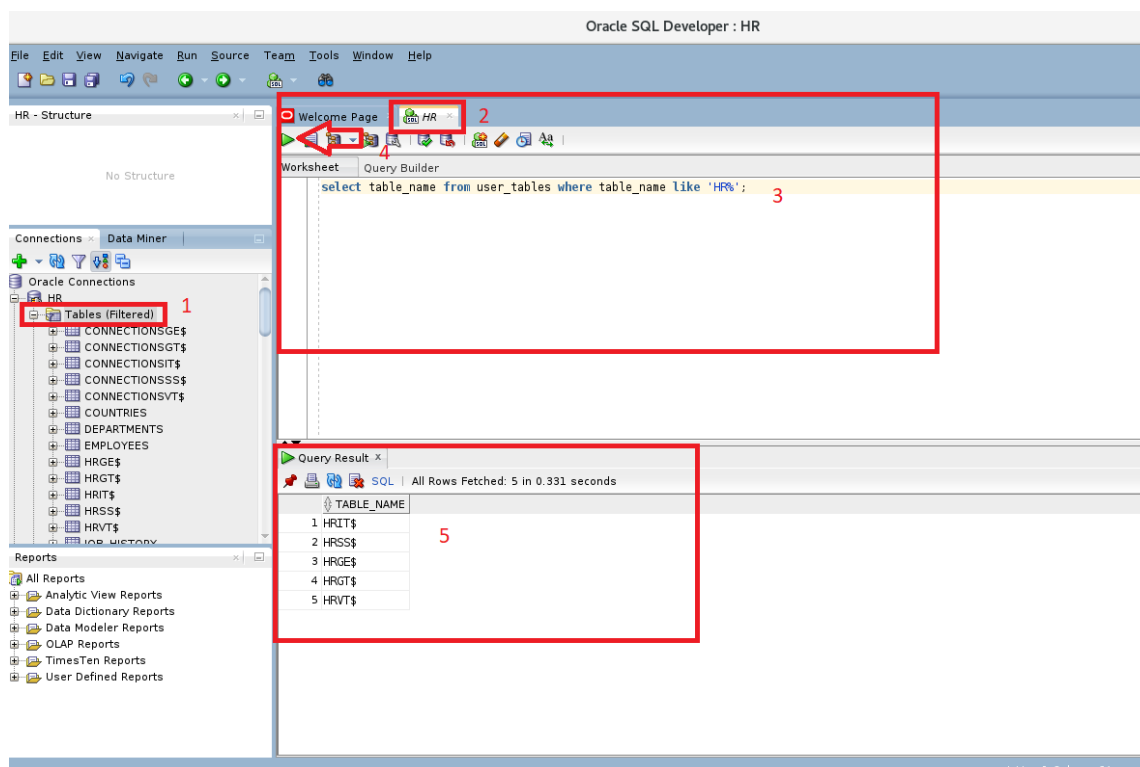 Oracle SQL Developer : HR
File Edit View Navigate Run Source Team Tools Window Help
HR - Structure
No Structure
Connections
Data Miner
Oracle Connections
HR
Tables (Filtered)
1
CONNECTIONSGE$
CONNECTIONSGT$
CONNECTIONSIT$
CONNECTIONSSS$
CONNECTIONSVT$
COUNTRIES
DEPARTMENTS
EMPLOYEES
HRGE$
HRGT$
HRIT$
HRSS$
HRVT$
JOB_HISTORY
Reports
All Reports
Analytic View Reports
Data Dictionary Reports
Data Modeler Reports
OLAP Reports
TimesTen Reports
User Defined Reports
Welcome Page
HR
2
4
Worksheet Query Builder
select table_name from user_tables where table_name like 'HR%';
3
Query Result
SQL | All Rows Fetched: 5 in 0.331 seconds
TABLE_NAME
1 HRIT$
2 HRSS$
3 HRGE$
4 HRGT$
5 HRVT$
5